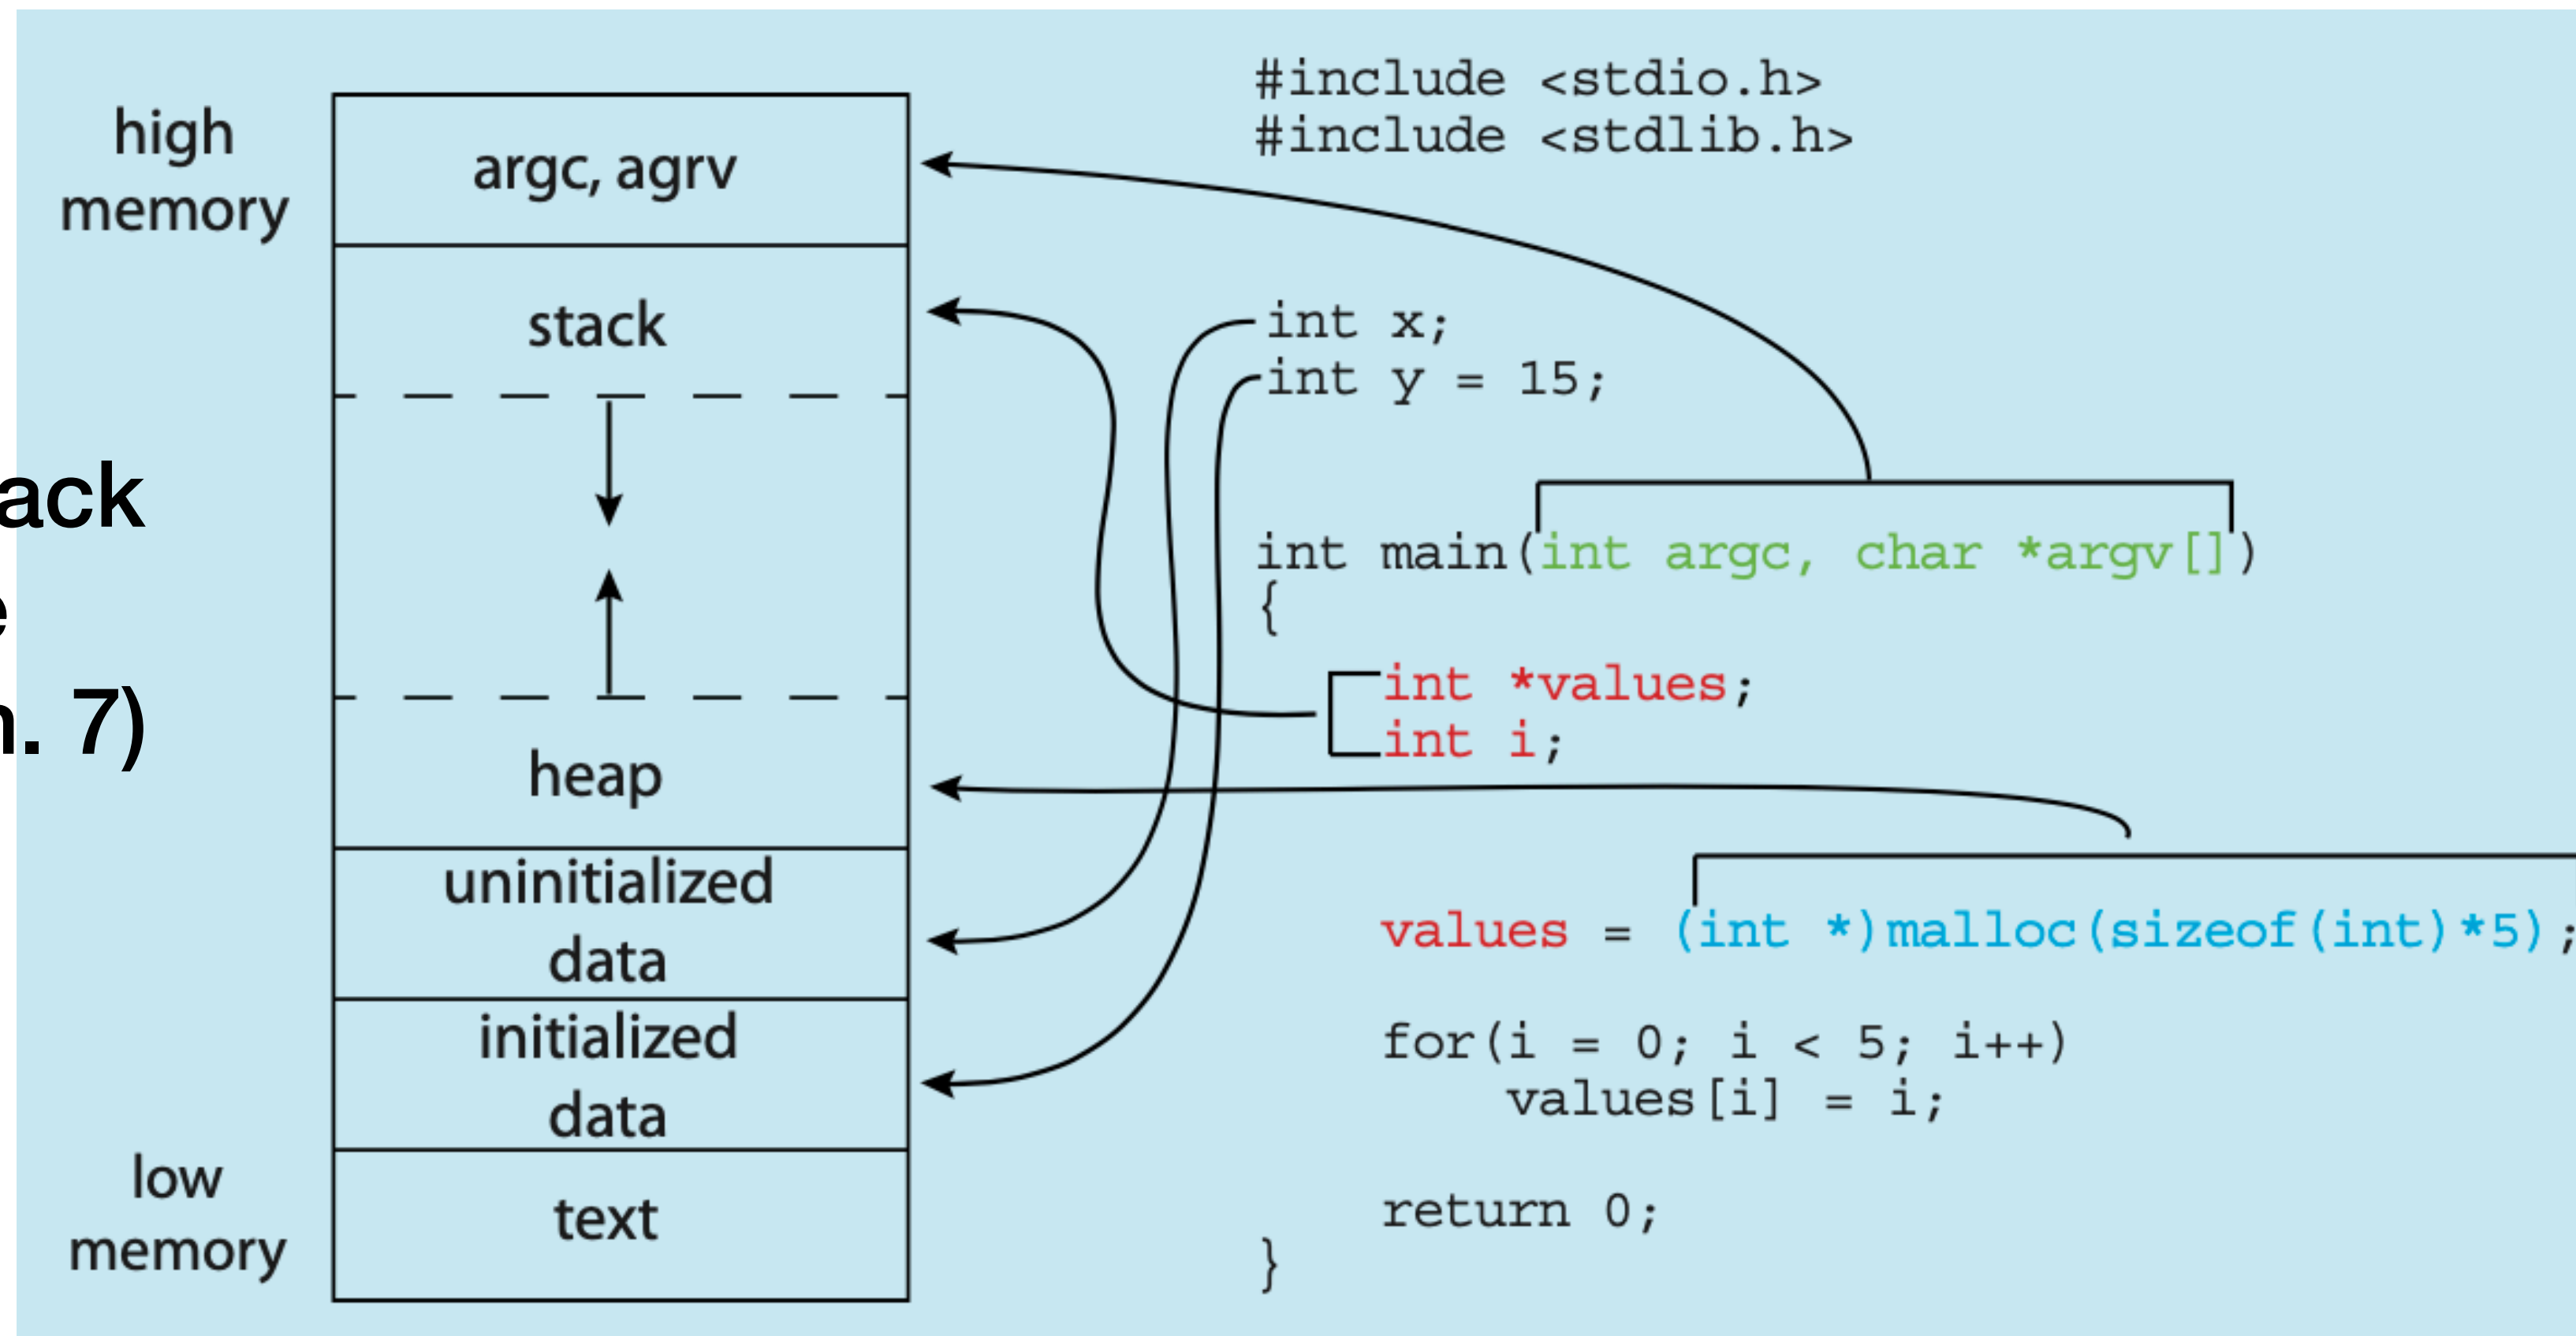 high
memory
argc, agrv
stack
heap
uninitialized
data
initialized
data
low
memory
text
ack
e
. 7)
#include <stdio.h>
#include <stdlib.h>
int x;
int y = 15;
int main(int argc, char *argv[])
{
int *values;
int i;
values = (int *)malloc(sizeof(int)*5);
for(i = 0; i < 5; i++)
values[i] = i;
return 0;
}